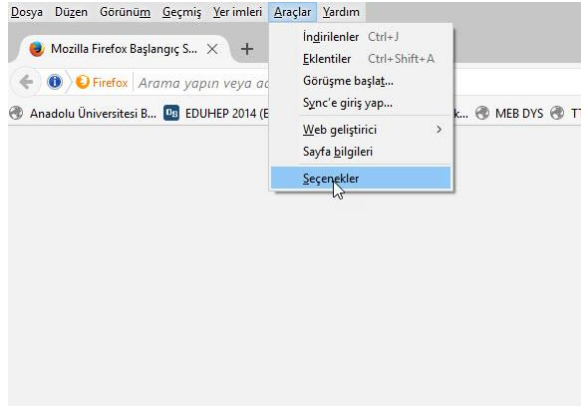 Dosya Düzen Görünüm Geçmiş Yer imleri Araçlar Yardım
Mozilla Firefox Başlangıç S... × +
Firefox Arama yapın veya
Anadolu Üniversitesi B... EDUHEP 2014 (E
k... MEB DYS
İndirilenler Ctrl+J
Eklentiler Ctrl+Shift+A
Görüşme başlat...
Sync'e giriş yap...
Web geliştirici >
Sayfa bilgileri
Seçenekler